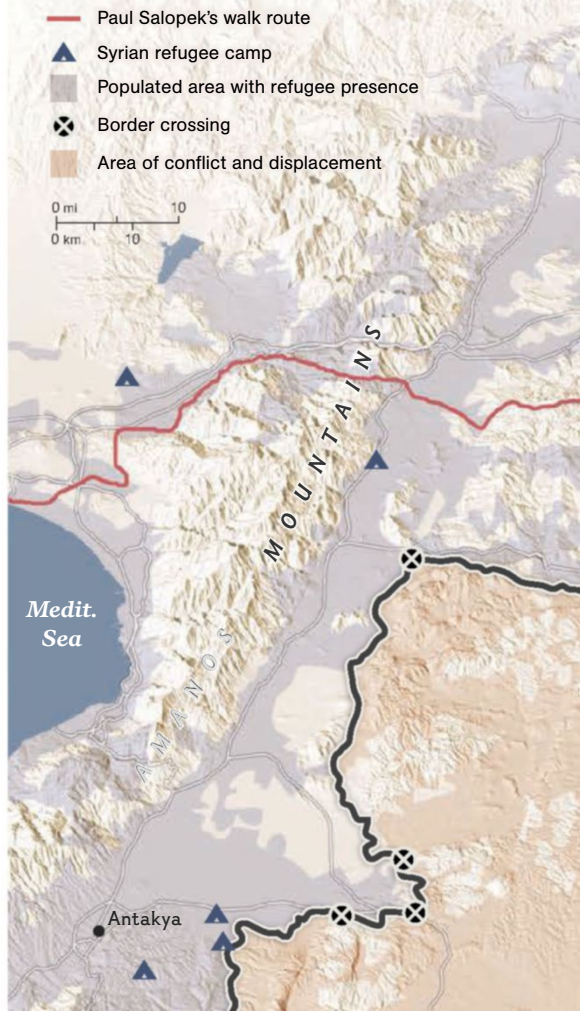 Paul Salopek's walk route
Syrian refugee camp
Populated area with refugee presence
Border crossing
Area of conflict and displacement
0 mi 10
0 km 10
AMANOS MOUNTAINS
Medit.
Sea
Antakya